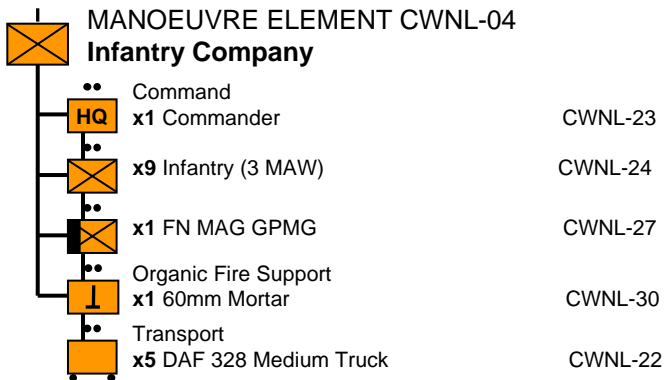 MANOEUVRE ELEMENT CWNL-04
Infantry Company
Command
HQ x1 Commander CWNL-23
x9 Infantry (3 MAW) CWNL-24
x1 FN MAG GPMG CWNL-27
Organic Fire Support
x1 60mm Mortar CWNL-30
Transport
x5 DAF 328 Medium Truck CWNL-22